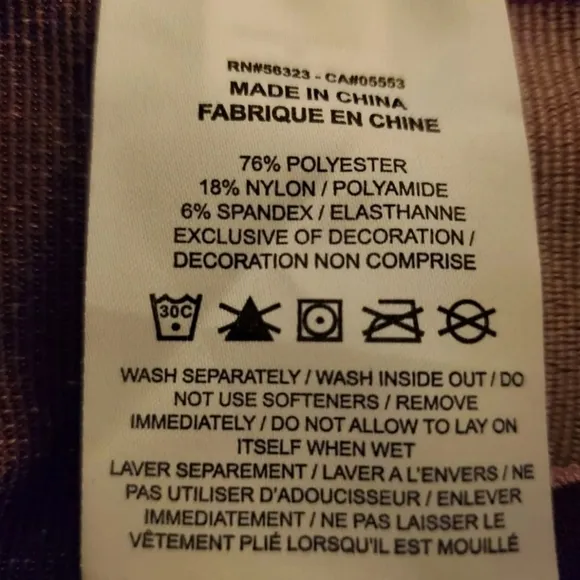 RN#56323 - CA#05553
MADE IN CHINA
FABRIQUE EN CHINE
76% POLYESTER
18% NYLON / POLYAMIDE
6% SPANDEX / ELASTHANNE
EXCLUSIVE OF DECORATION /
DECORATION NON COMPRISE
30C
WASH SEPARATELY / WASH INSIDE OUT / DO
NOT USE SOFTENERS / REMOVE
IMMEDIATELY / DO NOT ALLOW TO LAY ON
ITSELF WHEN WET
LAVER SEPAREMENT / LAVER A L'ENVERS / NE
PAS UTILISER D'ADOUCISSEUR / ENLEVER
IMMEDIATEMENT / NE PAS LAISSER LE
VÊTEMENT PLIÉ LORSQU'IL EST MOUILLÉ